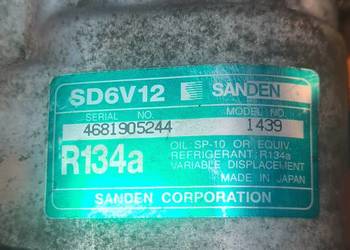 SD6V12 SANDEN
SERIAL NO. MODEL NO.
4681905244 1439
R134a
OIL: SP-10 OR EQUIV.
REFRIGERANT; R134a
VARIABLE DISPLACEMENT
MADE IN JAPAN
SANDEN CORPORATION